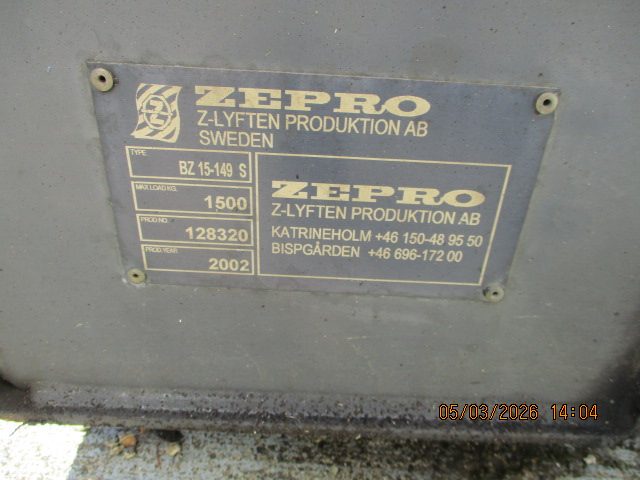 ZEPRO
Z-LYFTEN PRODUKTION AB
SWEDEN
TYPE
BZ 15-149 S
MAX LOAD KG.
1500
PROD NO.
128320
PROD.YEAR
2002
ZEPRO
Z-LYFTEN PRODUKTION AB
KATRINEHOLM +46 150-48 95 50
BISPGÅRDEN +46 696-172 00
05/03/2026 14:04